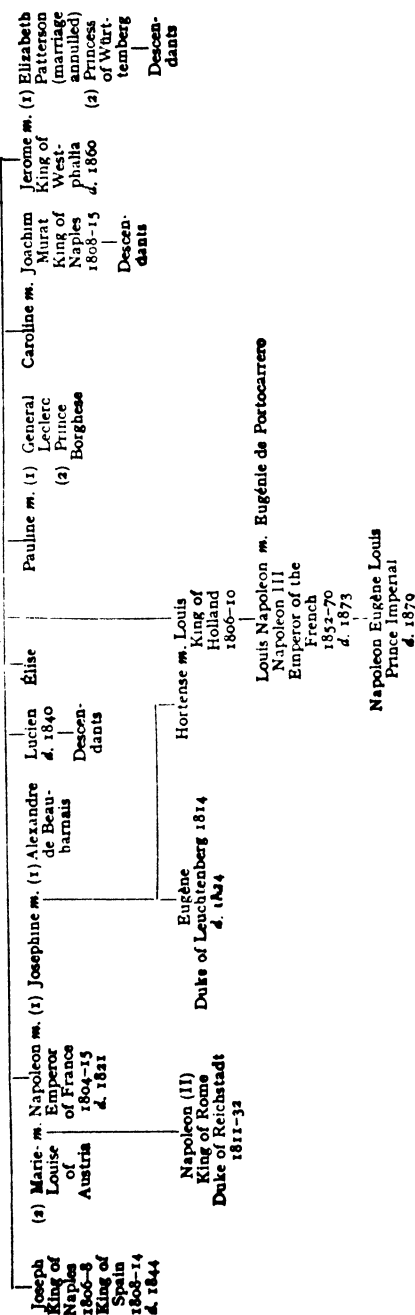 Joseph
King of
Naples
1806-8
King of
Spain
1808-14
d. 1844
(2) Marie- m. Napoleon m. (1) Josephine m. (1) Alexandre
Louise
of
Austria
Emperor
of France
1804-15
d. 1821
de Beau-
harnais
Lucien
d. 1840
Descen-
dants
Élise
Pauline m. (1) General
Leclerc
(2) Prince
Borghese
Caroline m. Joachim
Murat
King of
Naples
1808-15
Descen-
dants
Jerome m. (1) Elizabeth
King of
West-
phalia
d. 1860
Patterson
(marriage
annulled)
(2) Princess
of Würt-
temberg
Descen-
dants
Napoleon (II)
King of Rome
Duke of Reichstadt
1811-32
Eugène
Duke of Leuchtenberg 1814
d.
Hortense m. Louis
King of
Holland
1806-10
Louis Napoleon m. Eugénie de Portocarrero
Napoleon III
Emperor of the
French
1852-70
d. 1873
Napoleon Eugène Louis
Prince Imperial
d. 1879